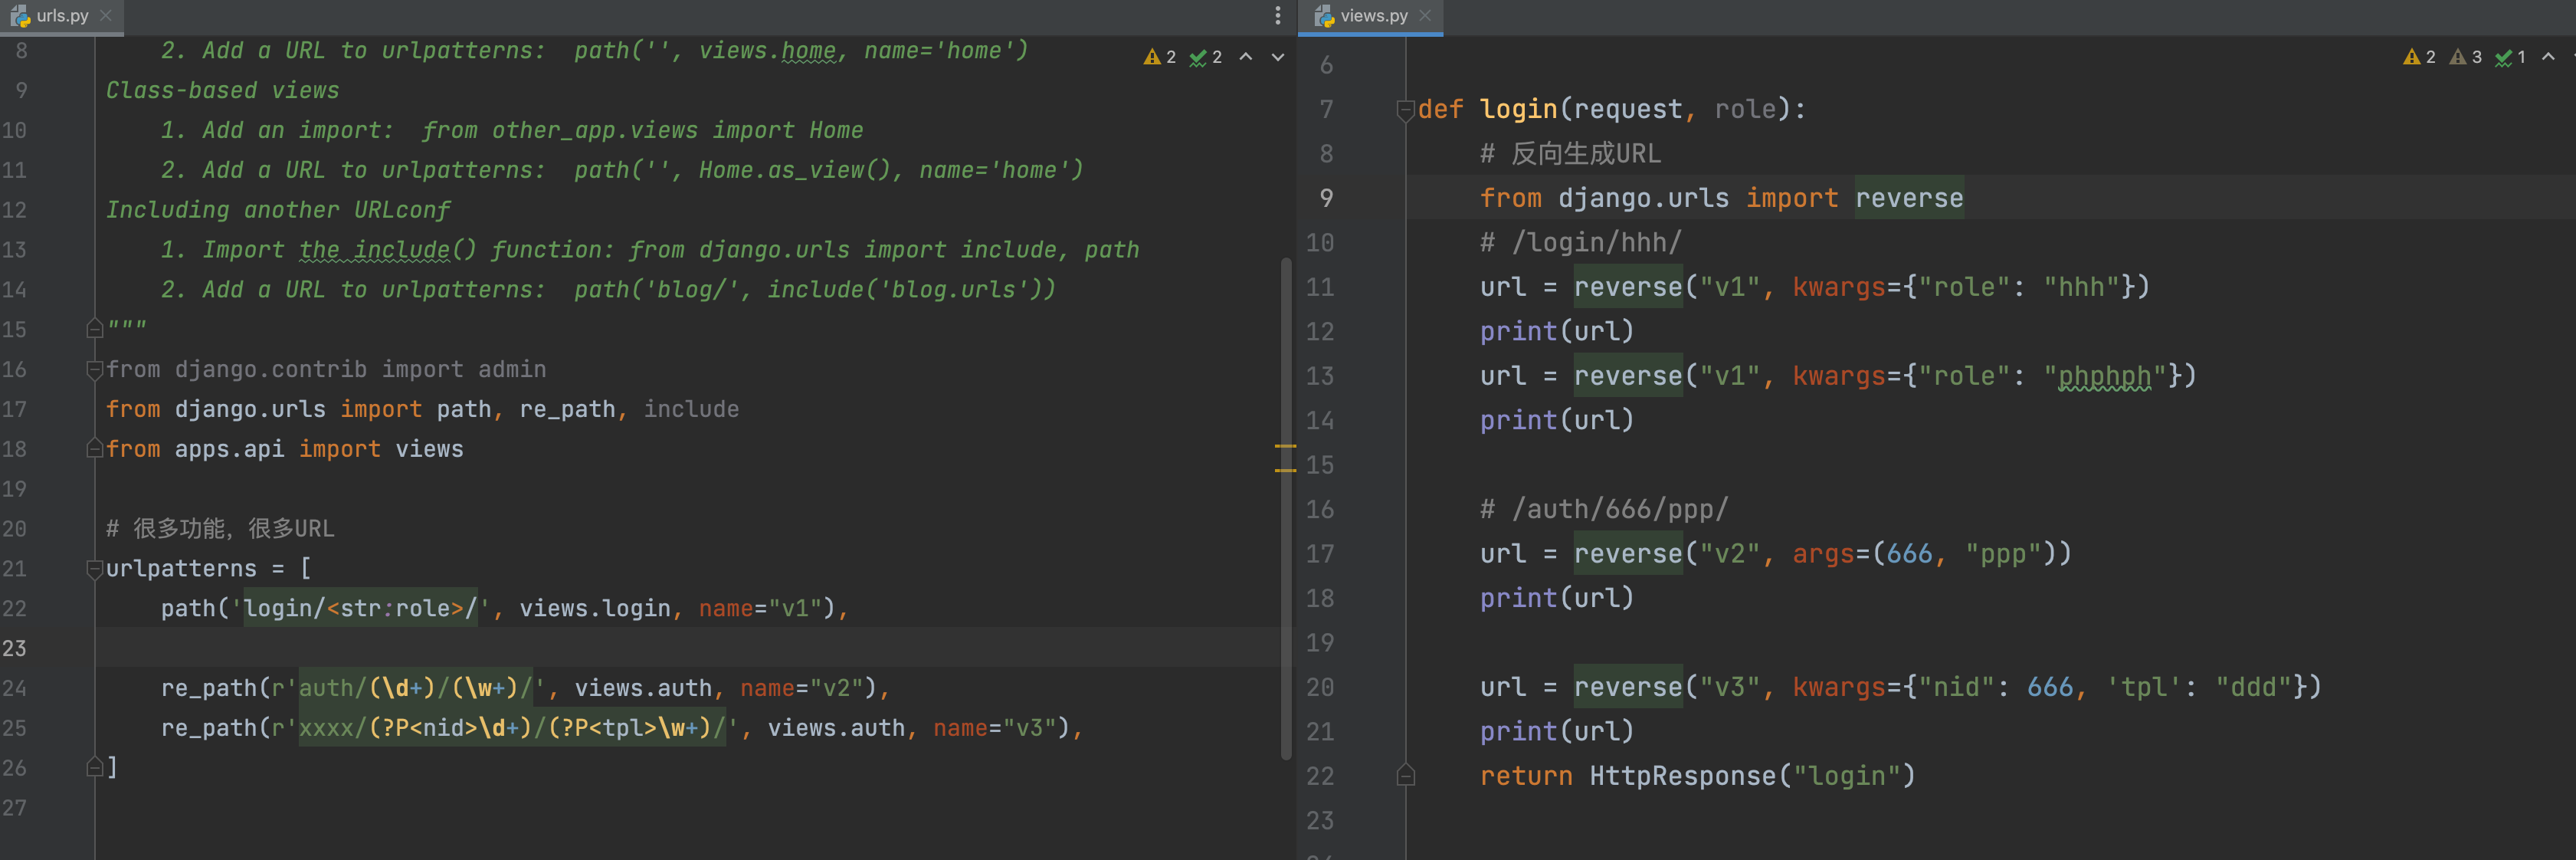 urls.py
2 2
8 2. Add a URL to urlpatterns:  path('', views.home, name='home')
9 Class-based views
10 1. Add an import:  from other_app.views import Home
11 2. Add a URL to urlpatterns:  path('', Home.as_view(), name='home')
12 Including another URLconf
13 1. Import the include() function: from django.urls import include, path
14 2. Add a URL to urlpatterns:  path('blog/', include('blog.urls'))
15 """
16 from django.contrib import admin
17 from django.urls import path, re_path, include
18 from apps.api import views
19
20 # 很多功能，很多URL
21 urlpatterns = [
22 path('login/<str:role>/', views.login, name="v1"),
23
24 re_path(r'auth/(\d+)/(\w+)/', views.auth, name="v2"),
25 re_path(r'xxxx/(?P<nid>\d+)/(?P<tpl>\w+)/', views.auth, name="v3"),
26 ]
27
views.py
2 3 1
6
7 def login(request, role):
8 # 反向生成URL
9 from django.urls import reverse
10 # /login/hhh/
11 url = reverse("v1", kwargs={"role": "hhh"})
12 print(url)
13 url = reverse("v1", kwargs={"role": "phphph"})
14 print(url)
15
16 # /auth/666/ppp/
17 url = reverse("v2", args=(666, "ppp"))
18 print(url)
19
20 url = reverse("v3", kwargs={"nid": 666, 'tpl': "ddd"})
21 print(url)
22 return HttpResponse("login")
23